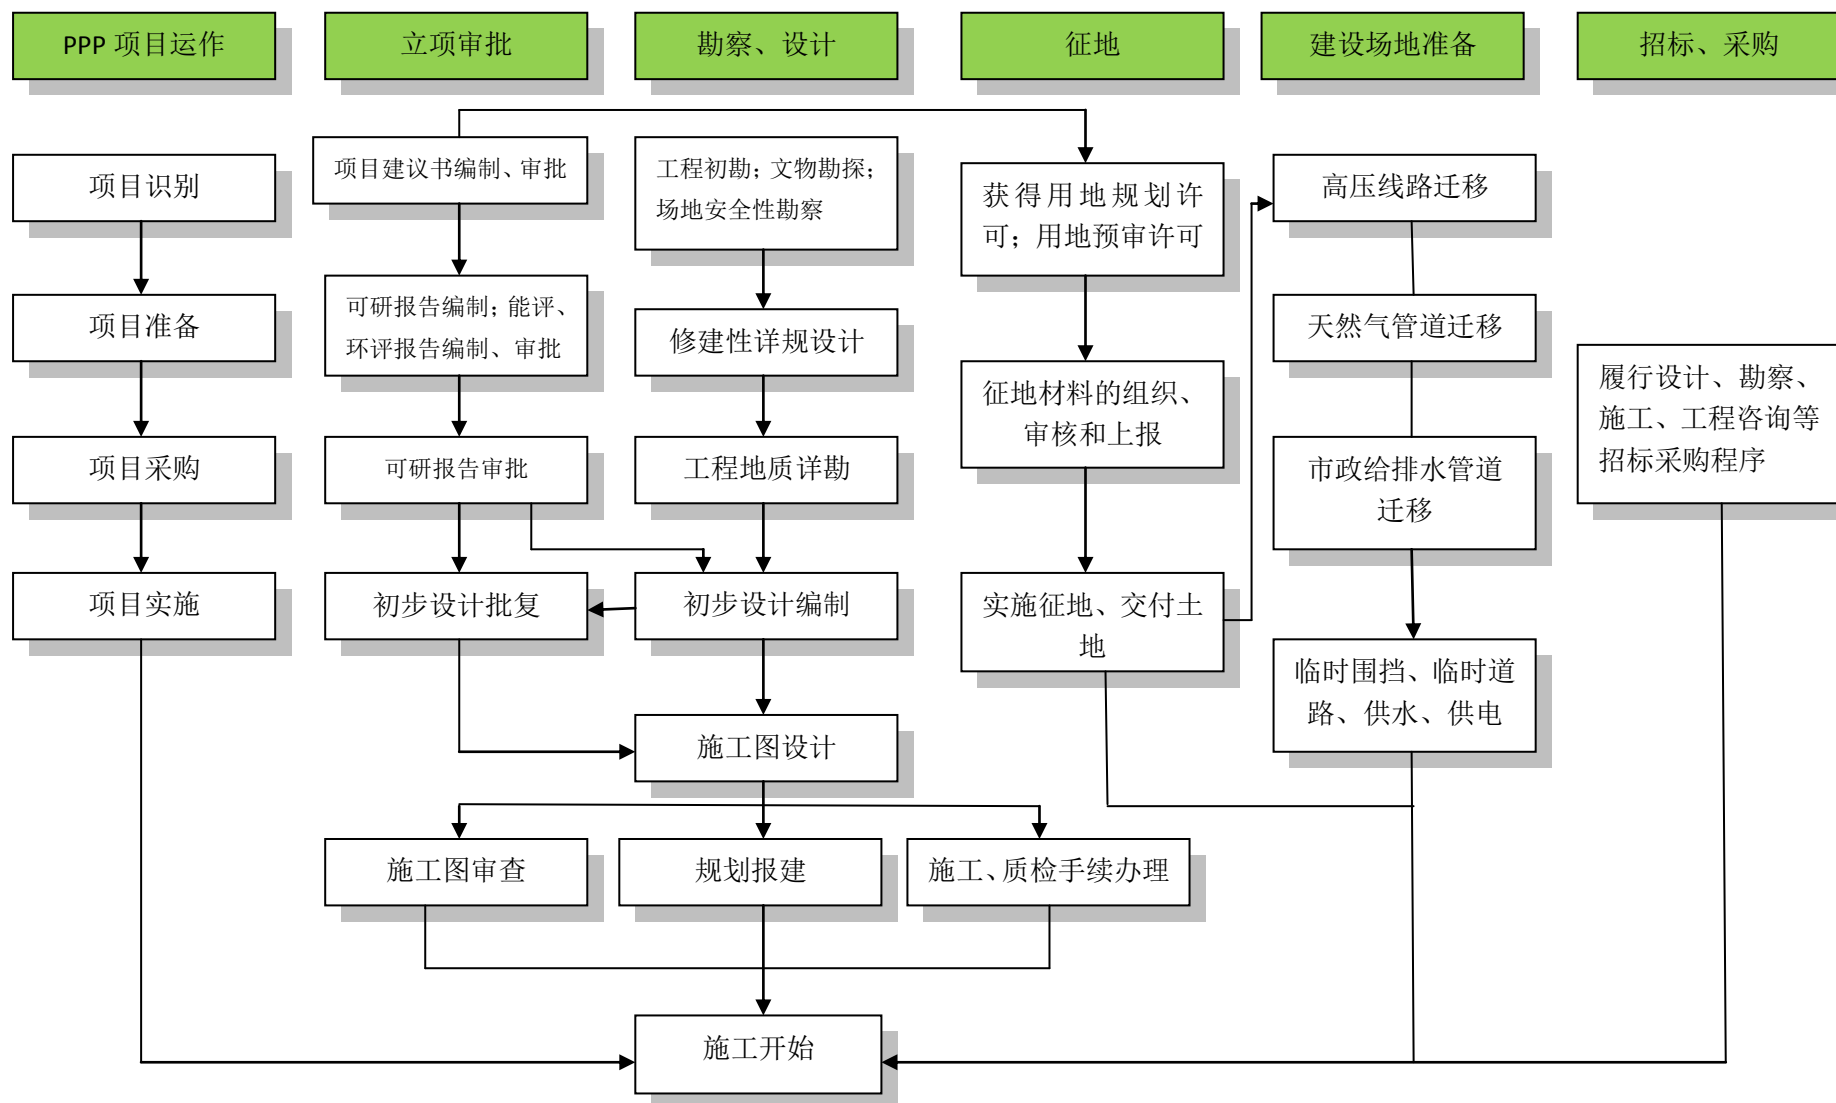 PPP 项目运作
立项审批
勘察、设计
征地
建设场地准备
招标、采购
项目识别
项目准备
项目采购
项目实施
项目建议书编制、审批
可研报告编制；能评、
环评报告编制、审批
可研报告审批
初步设计批复
工程初勘；文物勘探；
场地安全性勘察
修建性详规设计
工程地质详勘
初步设计编制
施工图设计
获得用地规划许
可；用地预审许可
征地材料的组织、
审核和上报
实施征地、交付土
地
高压线路迁移
天然气管道迁移
市政给排水管道
迁移
临时围挡、临时道
路、供水、供电
履行设计、勘察、
施工、工程咨询等
招标采购程序
施工图审查
规划报建
施工、质检手续办理
施工开始